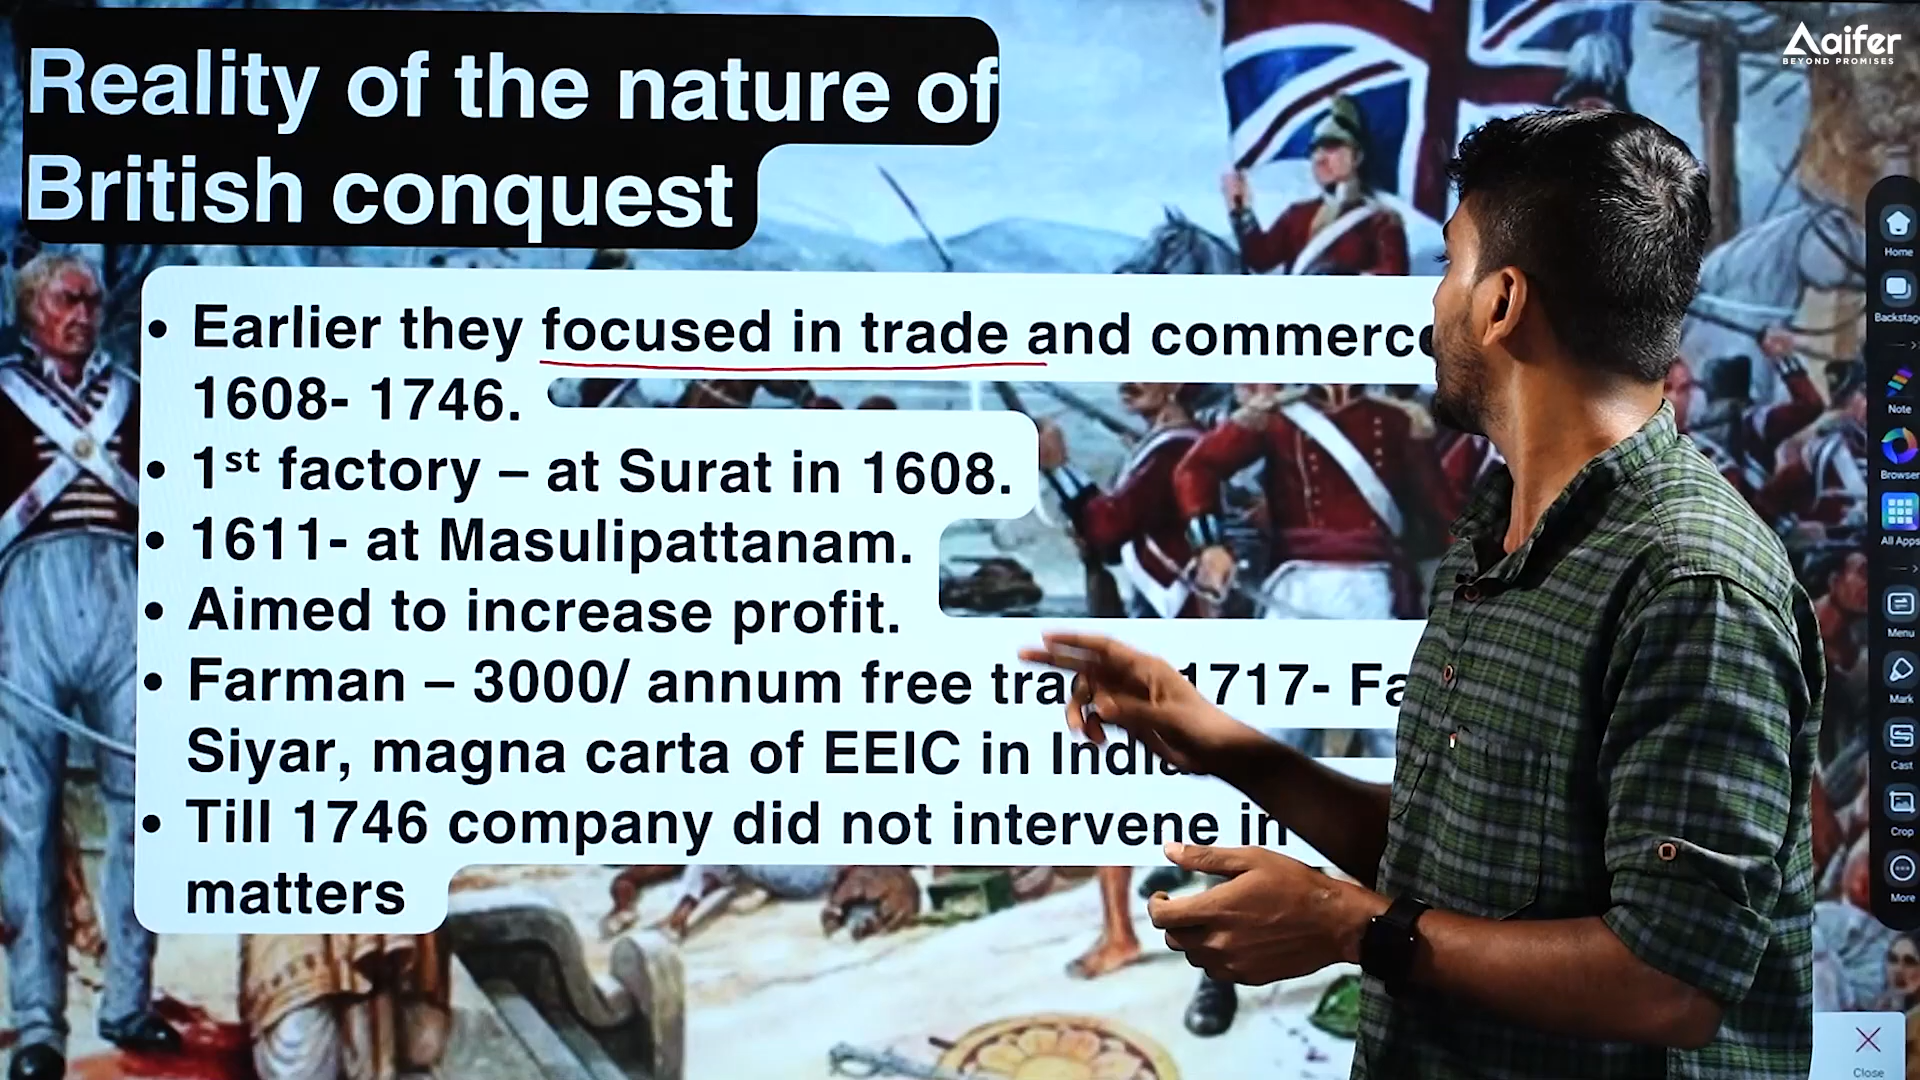 Aaifer
BEYOND PROMISES
Reality of the nature of
British conquest
• Earlier they focused in trade and commerce
1608- 1746.
• 1st factory – at Surat in 1608.
• 1611- at Masulipattanam.
• Aimed to increase profit.
• Farman – 3000/ annum free 1717-
Siyar, magna carta of EEIC in India
• Till 1746 company did not intervene in
matters
Home
Backstage
Note
Browser
All Apps
Menu
Mark
Cast
Crop
More
Close